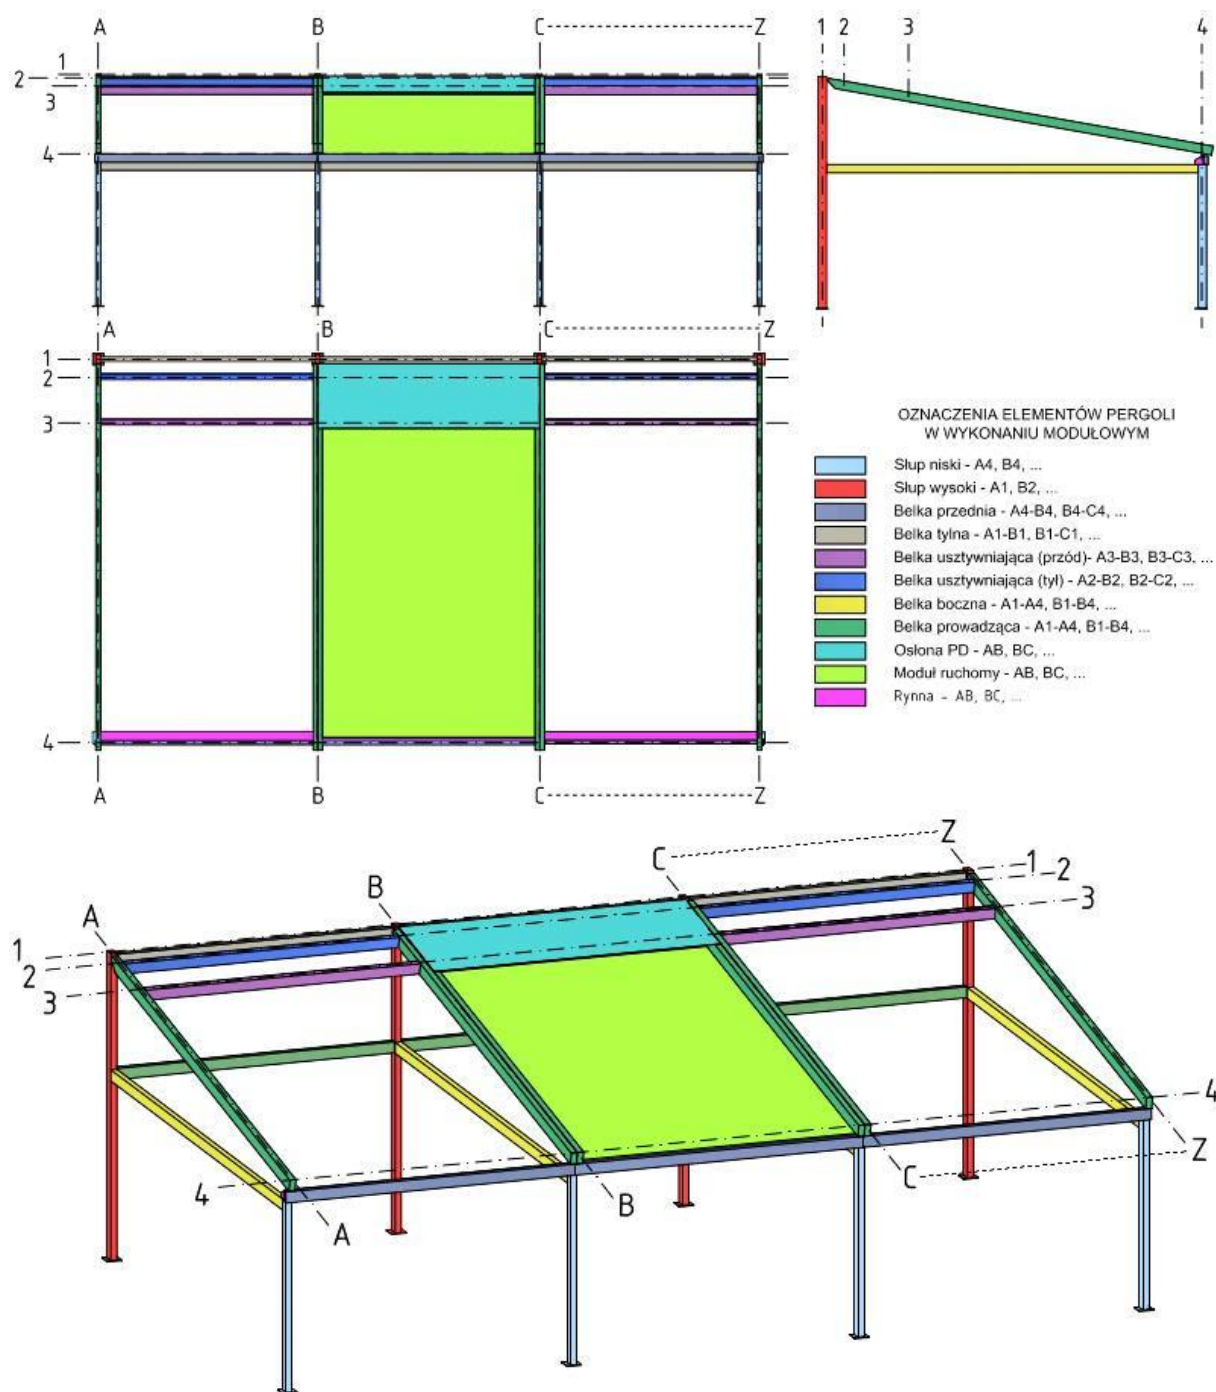 A B C Z
1 2 3 4
1
2
3
4
A B C Z
1
2
3
4
A B C Z
OZNACZENIA ELEMENTÓW PERGOLI
W WYKONANIU MODUŁOWYM
Słup niski - A4, B4, ...
Słup wysoki - A1, B2, ...
Belka przednia - A4-B4, B4-C4, ...
Belka tylna - A1-B1, B1-C1, ...
Belka usztywniająca (przód)- A3-B3, B3-C3, ...
Belka usztywniająca (tył) - A2-B2, B2-C2, ...
Belka boczna - A1-A4, B1-B4, ...
Belka prowadząca - A1-A4, B1-B4, ...
Osłona PD - AB, BC, ...
Moduł ruchomy - AB, BC, ...
Rynna - AB, BC, ...
Z
C
B
A
1
2
3
1
2
3
4
4
A
B
C
Z